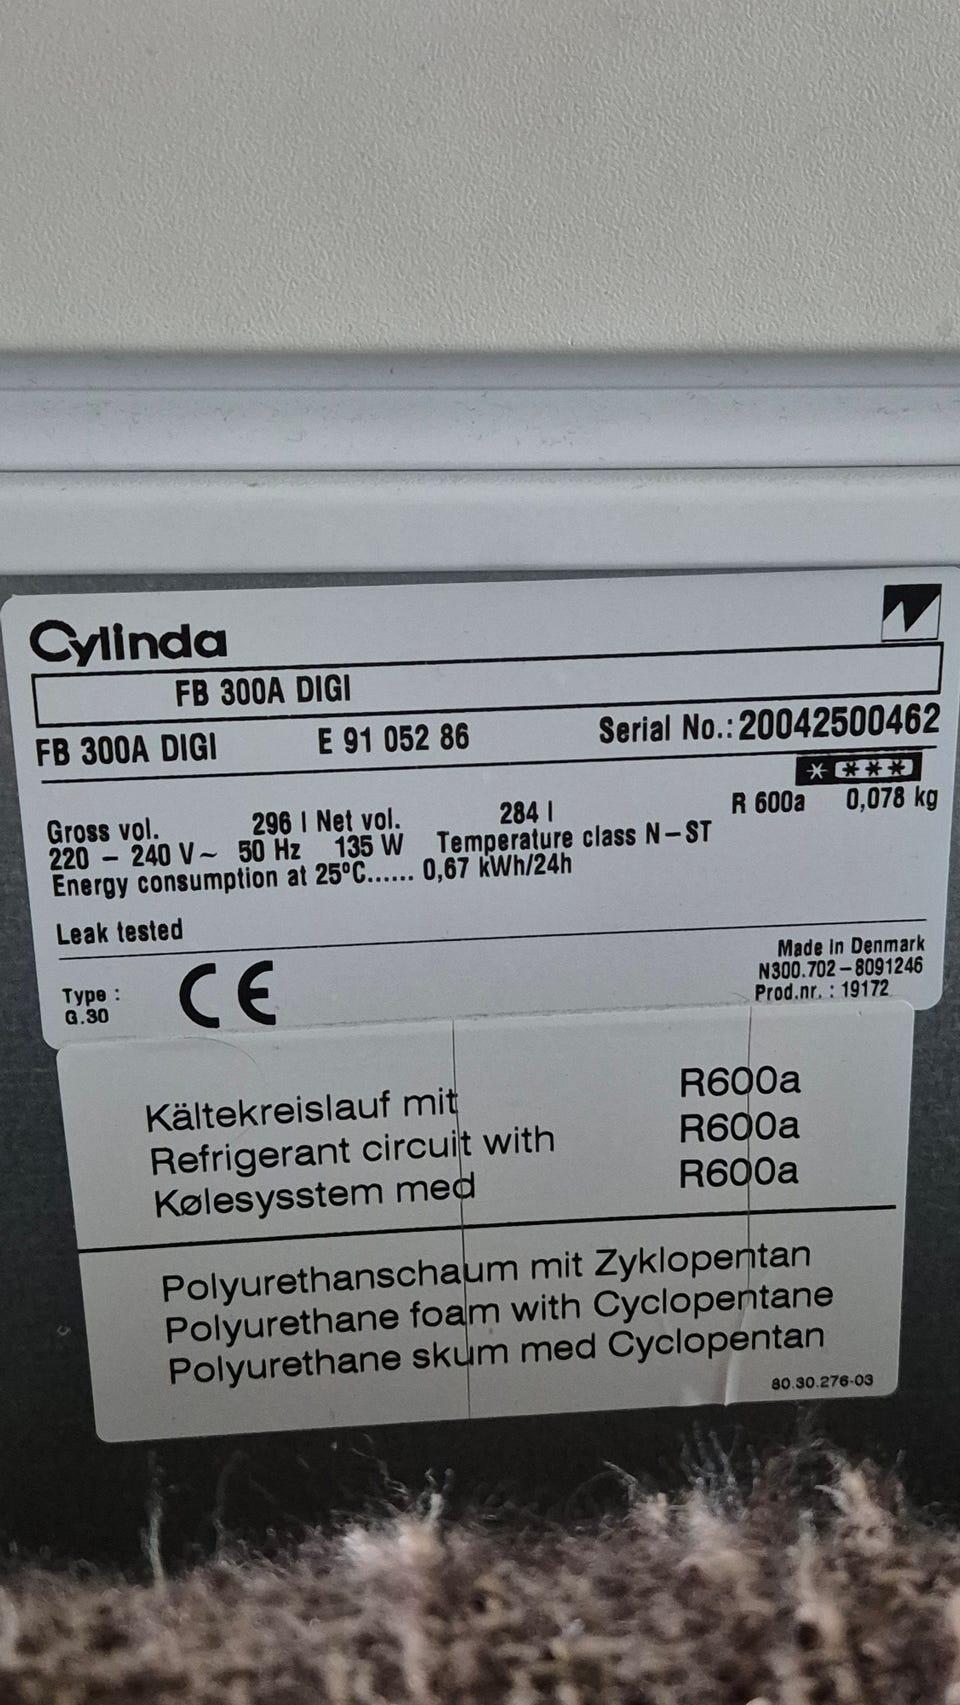 Cylinda
FB 300A DIGI
FB 300A DIGI E 91 052 86 Serial No.: 20042500462
R 600a 0,078 kg
Gross vol. 296 l Net vol. 284 l
220 – 240 V~ 50 Hz 135 W Temperature class N–ST
Energy consumption at 25ºC...... 0,67 kWh/24h
Leak tested
Made in Denmark
N300.702–8091246
Prod.nr. : 19172
Type :
G.30
CE
Kältekreislauf mit R600a
Refrigerant circuit with R600a
Kølesysstem med R600a
Polyurethanschaum mit Zyklopentan
Polyurethane foam with Cyclopentane
Polyurethane skum med Cyclopentan
80.30.276-03